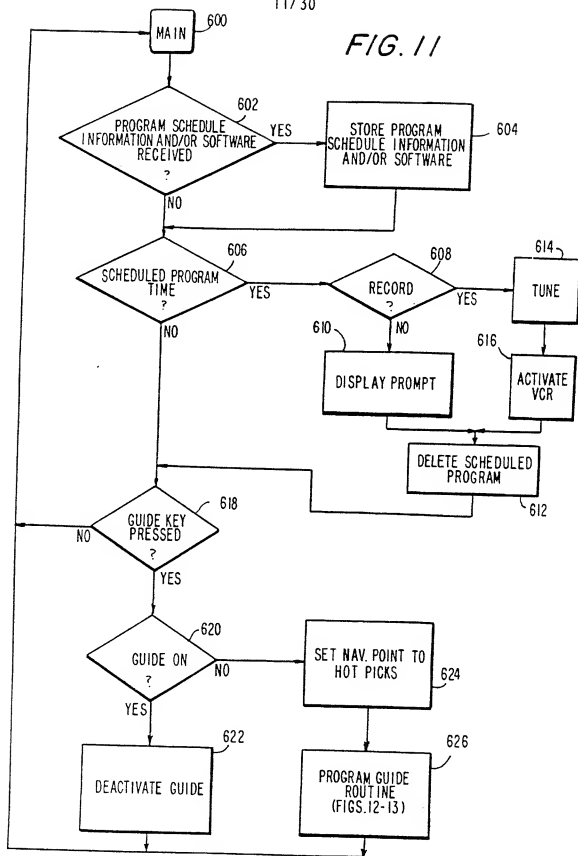 11/30
FIG. 11
MAIN
600
602
PROGRAM SCHEDULE
INFORMATION AND/OR SOFTWARE
RECEIVED
?
YES
NO
STORE PROGRAM
SCHEDULE INFORMATION
AND/OR SOFTWARE
604
606
SCHEDULED PROGRAM
TIME
?
YES
NO
608
RECORD
?
YES
NO
614
TUNE
610
DISPLAY PROMPT
616
ACTIVATE
VCR
DELETE SCHEDULED
PROGRAM
612
618
GUIDE KEY
PRESSED
?
NO
YES
620
GUIDE ON
?
NO
YES
SET NAV. POINT TO
HOT PICKS
624
622
DEACTIVATE GUIDE
626
PROGRAM GUIDE
ROUTINE
(FIGS.12-13)